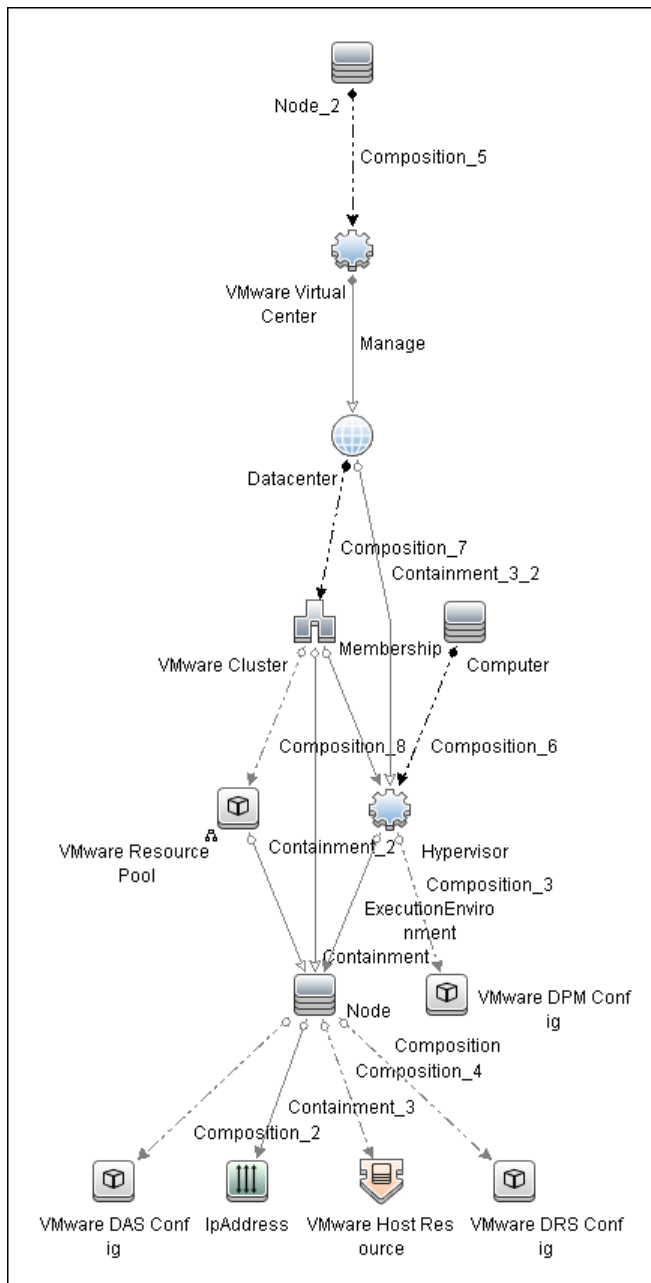 Node_2
Composition_5
VMware Virtual
Center
Manage
Datacenter
Composition_7
Containment_3_2
Membership
VMware Cluster
Computer
Composition_8
Composition_6
VMware Resource
Pool
Containment_2
Hypervisor
Composition_3
ExecutionEnviro
nment
Containment
VMware DPM Conf
ig
Node
Composition
Composition_4
Containment_3
Composition_2
VMware DAS Conf
ig
IpAddress
VMware Host Res
ource
VMware DRS Conf
ig